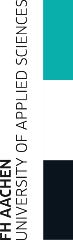 FH AACHEN
UNIVERSITY OF APPLIED SCIENCES